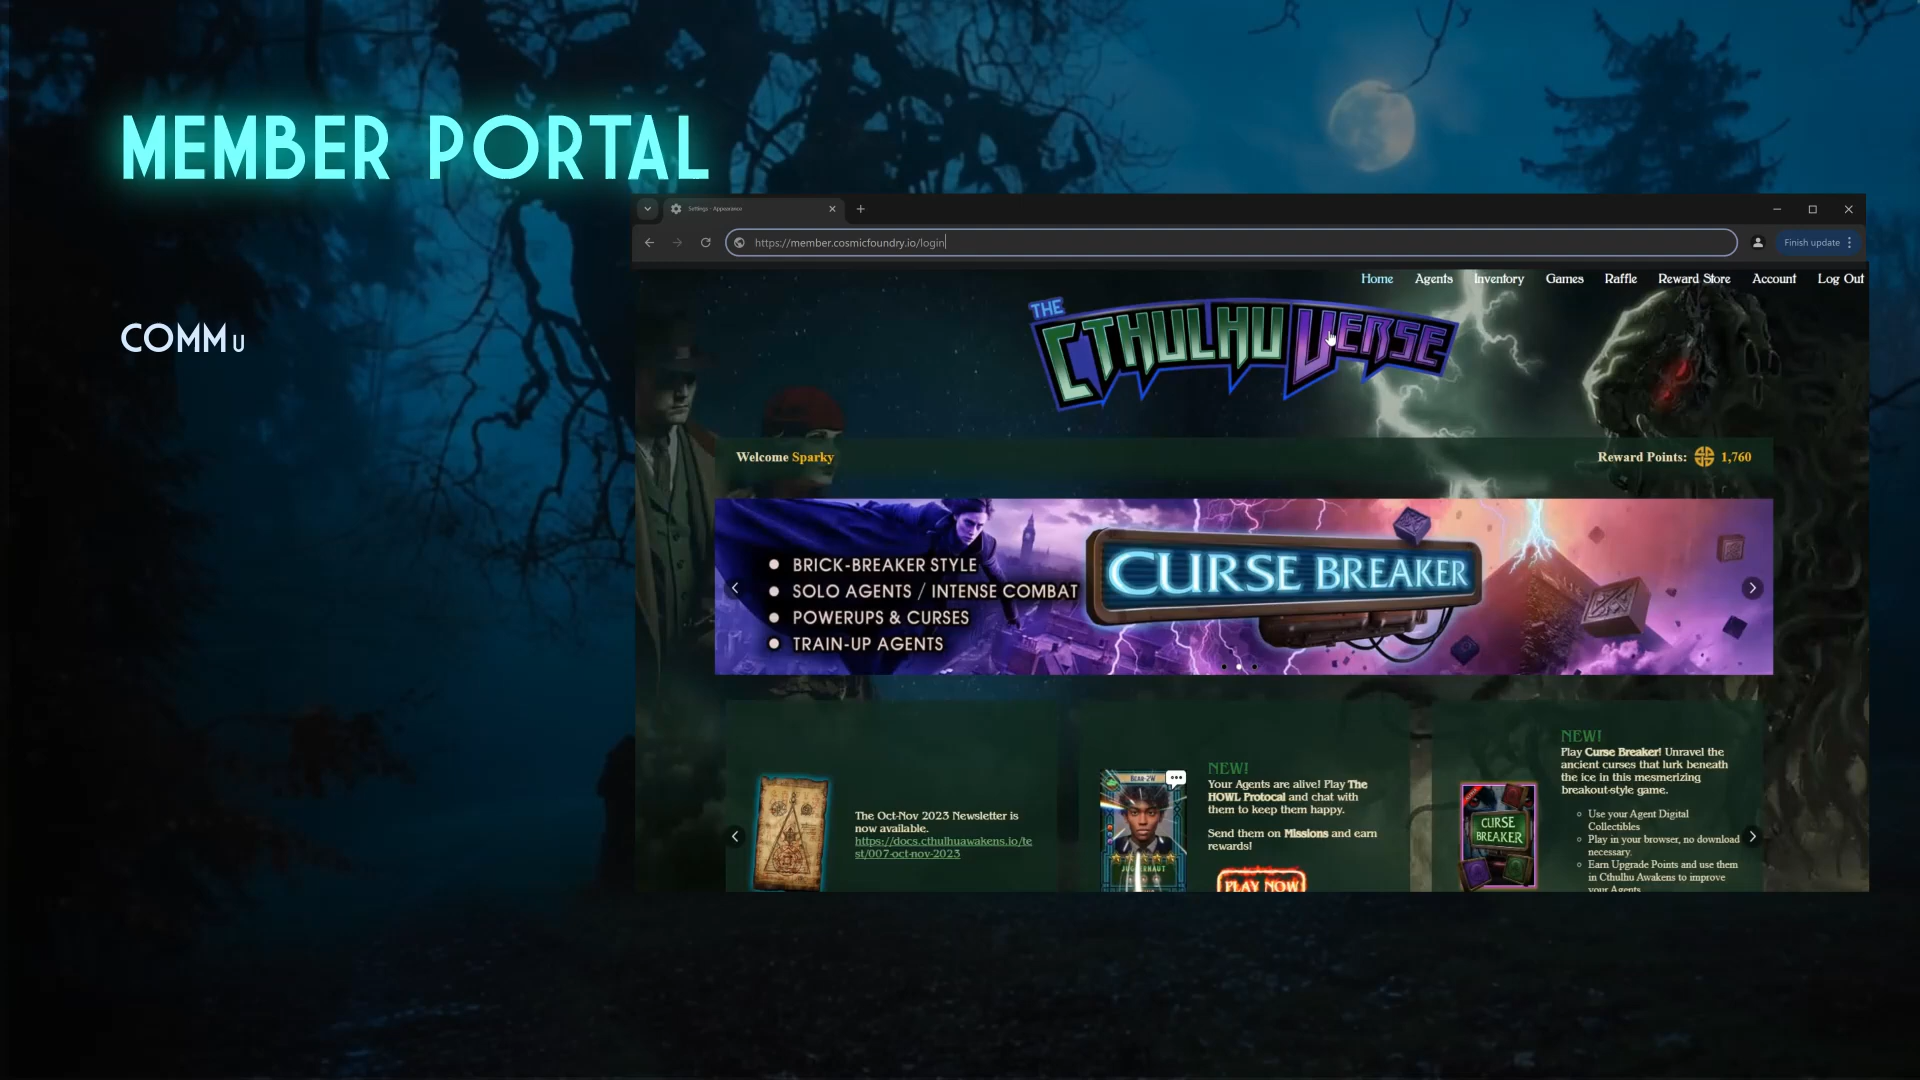 MEMBER PORTAL
COMMU
Settings - Appearance
https://member.cosmicfoundry.io/login
Finish update
Home Agents Inventory Games Raffle Reward Store Account Log Out
THE
CTHULHUVERSE
Welcome Sparky
Reward Points: 1,760
BRICK-BREAKER STYLE
SOLO AGENTS / INTENSE COMBAT
POWERUPS & CURSES
TRAIN-UP AGENTS
CURSE BREAKER
The Oct-Nov 2023 Newsletter is
now available.
https://docs.cthulhuawakens.io/te
st/007-oct-nov-2023
NEW!
Your Agents are alive! Play The
HOWL Protocal and chat with
them to keep them happy.
Send them on Missions and earn
rewards!
PLAY NOW
CURSE
BREAKER
NEW!
Play Curse Breaker! Unravel the
ancient curses that lurk beneath
the ice in this mesmerizing
breakout-style game.
Use your Agent Digital
Collectibles
Play in your browser, no download
necessary.
Earn Upgrade Points and use them
in Cthulhu Awakens to improve
your Agents